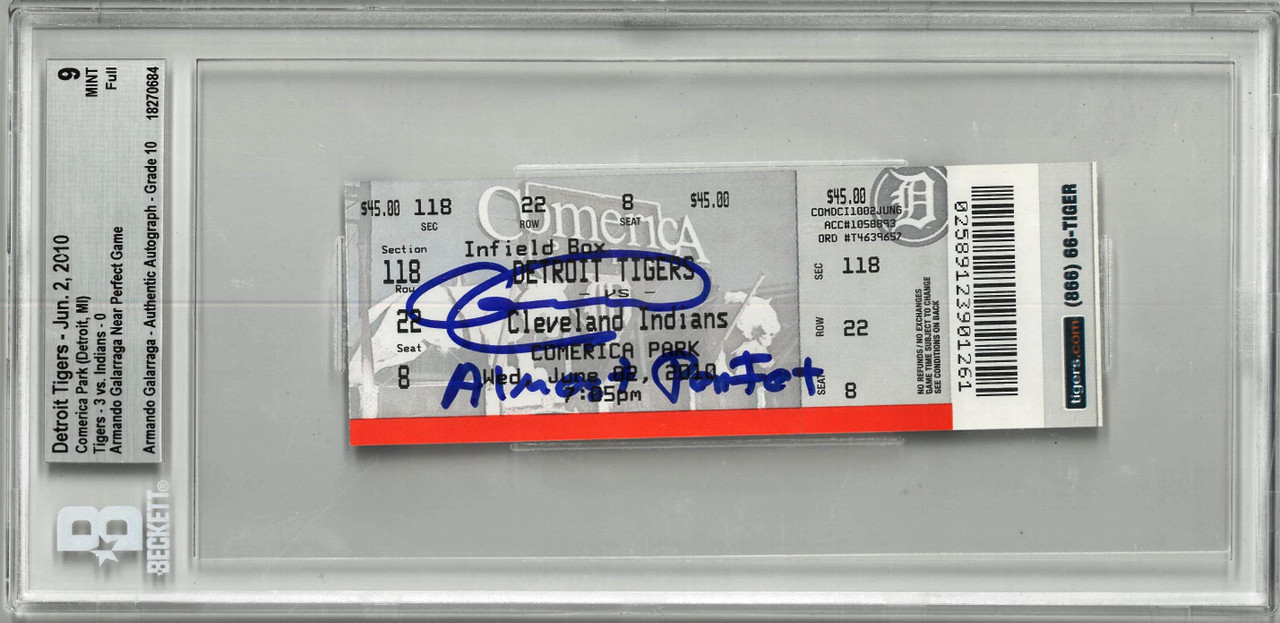 9
MINT
Full
18270684
Detroit Tigers - Jun. 2, 2010
Comerica Park (Detroit, MI)
Tigers - 3 vs. Indians - 0
Armando Galarraga Near Perfect Game
Armando Galarraga - Authentic Autograph - Grade 10
B
BECKETT®
Comerica
$45.00 118 22 8 $45.00
SEC ROW SEAT
Section
118
Row
22
Seat
8
Infield Box
DETROIT TIGERS
- vs -
Cleveland Indians
COMERICA PARK
Wed, June 02, 2010
7:05pm
Almost Perfect
$45.00
COMDCI1002JUNG
ACC#1058893
ORD #T4639657
D
SEC 118
ROW 22
SEAT 8
NO REFUNDS / NO EXCHANGES
GAME TIME SUBJECT TO CHANGE
SEE CONDITIONS ON BACK
02589123901261
tigers.com (866) 66-TIGER